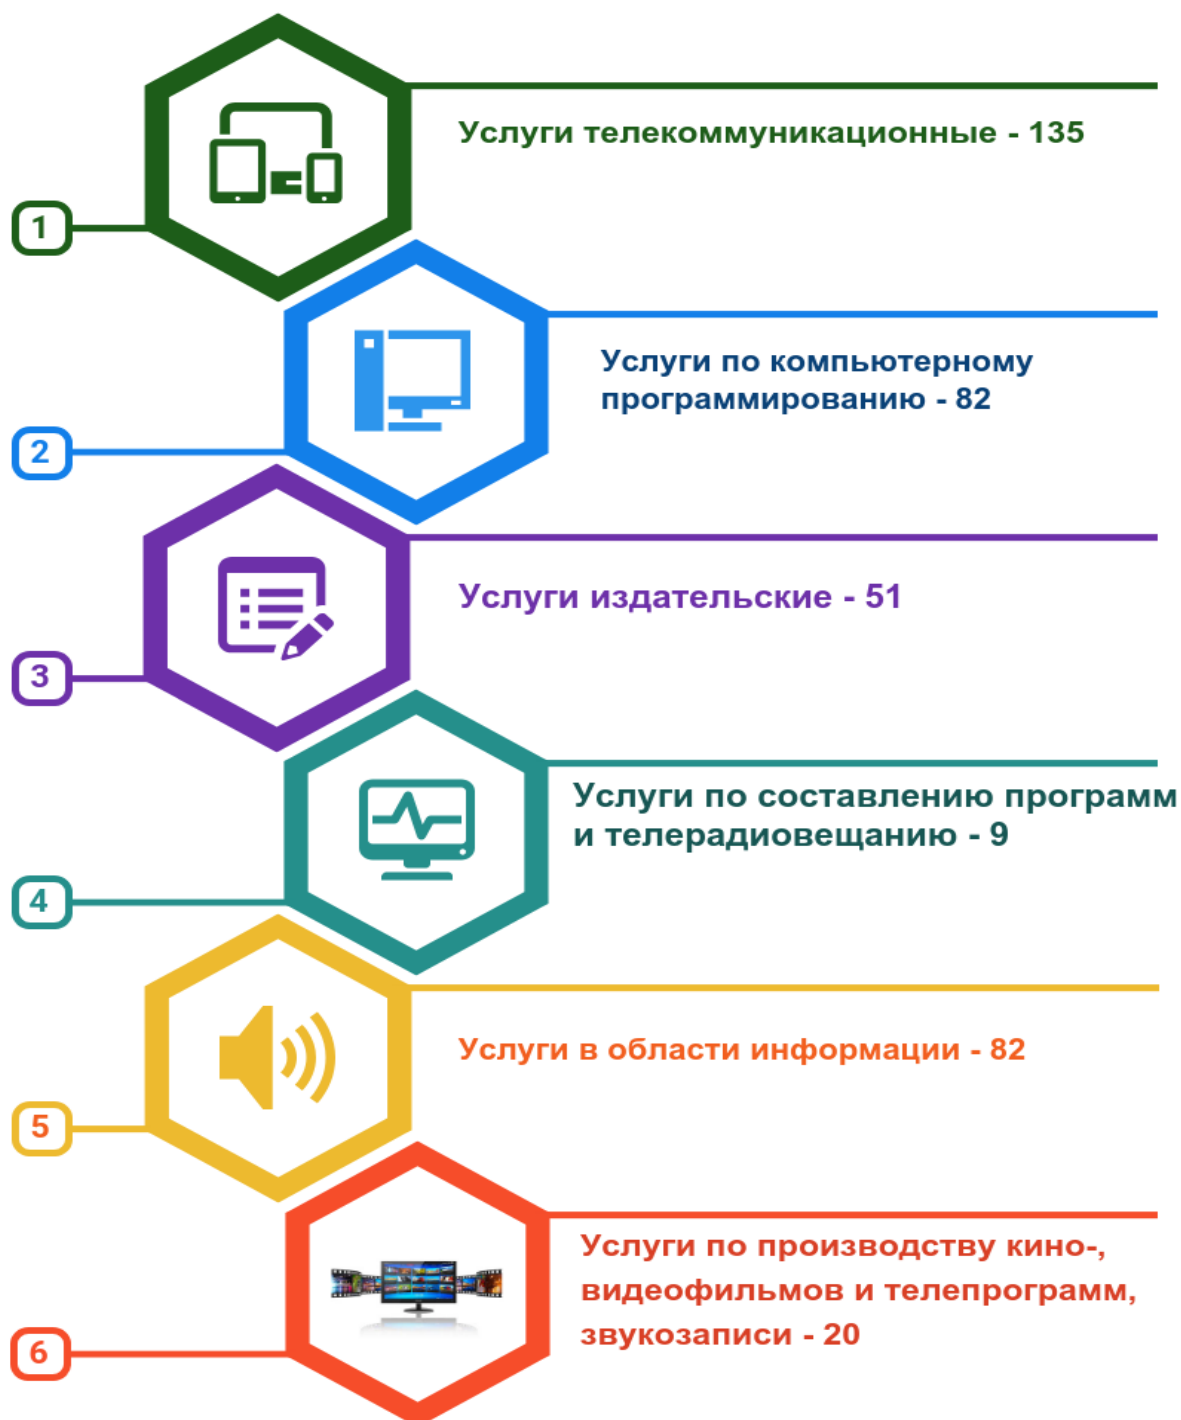 Услуги телекоммуникационные - 135
1
Услуги по компьютерному
программированию - 82
2
Услуги издательские - 51
3
Услуги по составлению программ
и телерадиовещанию - 9
4
Услуги в области информации - 82
5
Услуги по производству кино-,
видеофильмов и телепрограмм,
звукозаписи - 20
6